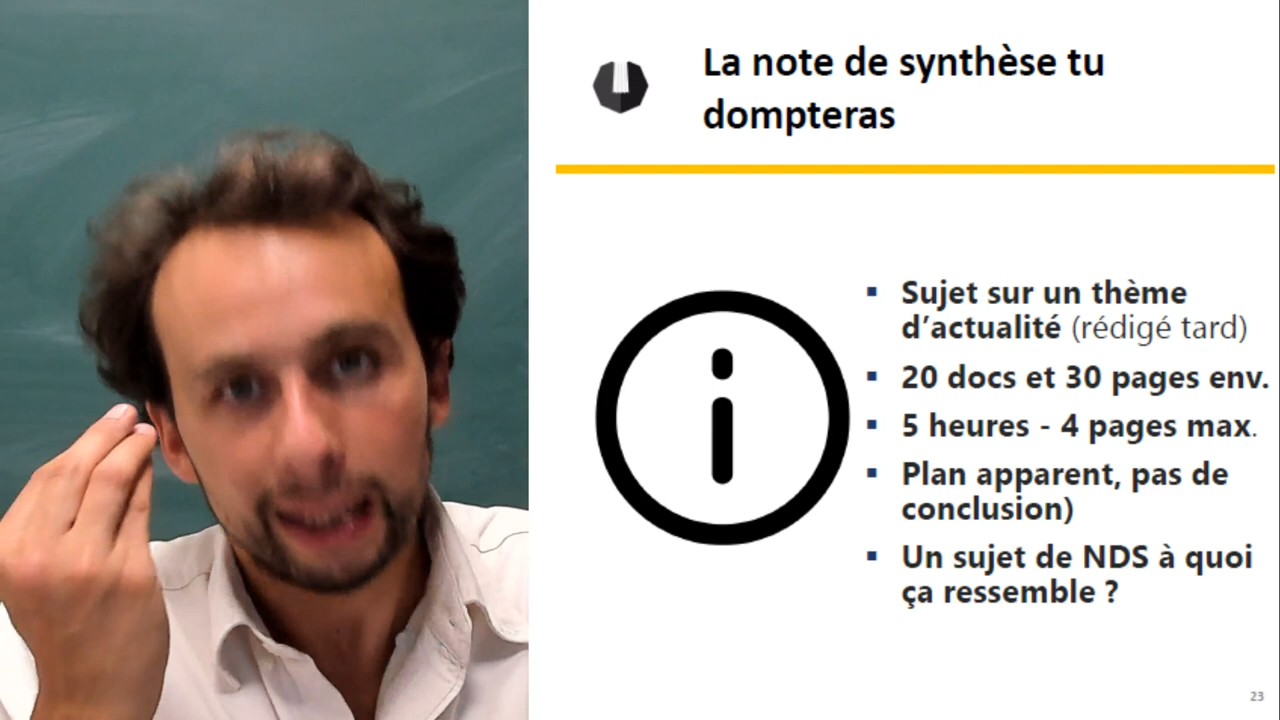 La note de synthèse tu
dompteras
Sujet sur un thème
d’actualité (rédigé tard)
20 docs et 30 pages env.
5 heures - 4 pages max.
Plan apparent, pas de
conclusion)
Un sujet de NDS à quoi
ça ressemble ?
23